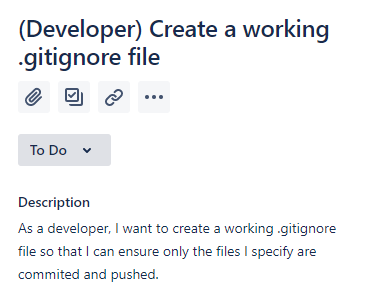 (Developer) Create a working
.gitignore file
To Do
Description
As a developer, I want to create a working .gitignore
file so that I can ensure only the files I specify are
commited and pushed.